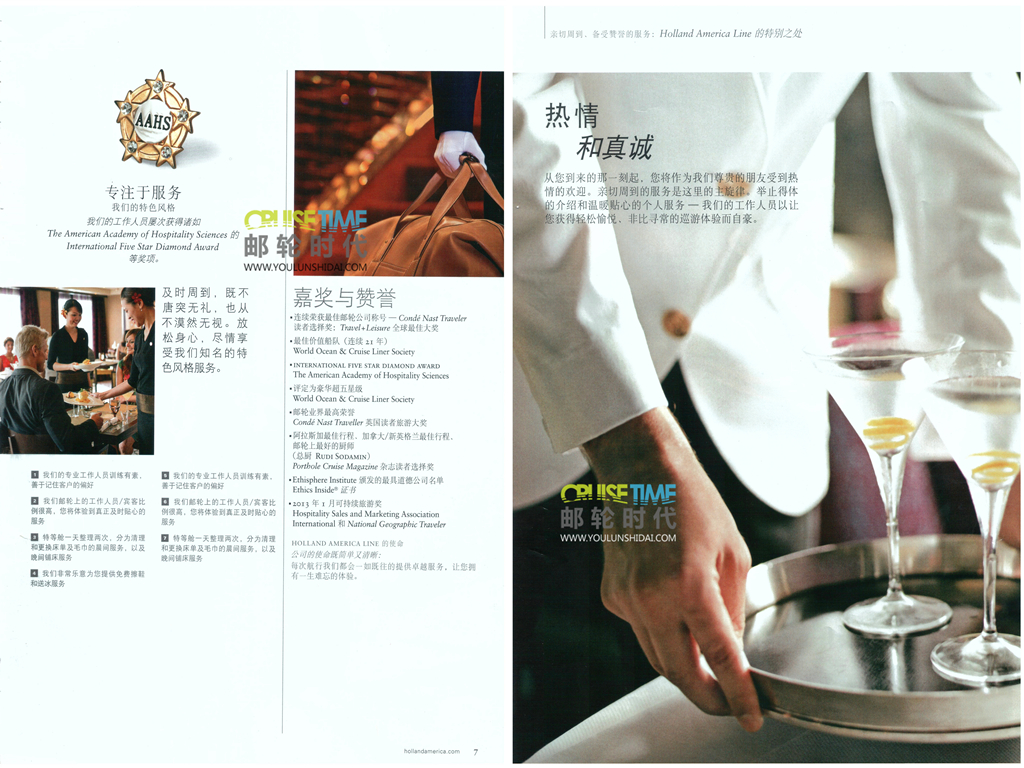 AAHS
专注于服务
我们的特色风格
我们的工作人员屡次获得诸如
The American Academy of Hospitality Sciences 的
International Five Star Diamond Award
等奖项。
CRUISE TIME
邮轮时代
WWW.YOULUNSHIDAI.COM
及时周到，既不
唐突无礼，也从
不漠然无视。放
松身心，尽情享
受我们知名的特
色风格服务。
1 我们的专业工作人员训练有素，
善于记住客户的偏好
2 我们邮轮上的工作人员/宾客比
例很高，您将体验到真正及时贴心的
服务
3 特等舱一天整理两次，分为清理
和更换床单及毛巾的晨间服务，以及
晚间铺床服务
4 我们非常乐意为您提供免费擦鞋
和送冰服务
我们的专业工作人员训练有素，
善于记住客户的偏好
我们邮轮上的工作人员/宾客比
例很高，您将体验到真正及时贴心的
服务
7 特等舱一天整理两次，分为清理
和更换床单及毛巾的晨间服务，以及
晚间铺床服务
嘉奖与赞誉
•连续荣获最佳邮轮公司称号 — Condé Nast Traveler
读者选择奖；Travel+Leisure 全球最佳大奖
•最佳价值船队（连续 21 年）
World Ocean & Cruise Liner Society
•INTERNATIONAL FIVE STAR DIAMOND AWARD
The American Academy of Hospitality Sciences
•评定为豪华超五星级
World Ocean & Cruise Liner Society
•邮轮业界最高荣誉
Condé Nast Traveller 英国读者旅游大奖
•阿拉斯加最佳行程、加拿大/新英格兰最佳行程、
邮轮上最好的厨师
（总厨 RUDI SODAMIN）
Porthole Cruise Magazine 杂志读者选择奖
•Ethisphere Institute 颁发的最具道德公司名单
Ethics Inside® 证书
•2013 年 1 月可持续旅游奖
Hospitality Sales and Marketing Association
International 和 National Geographic Traveler
HOLLAND AMERICA LINE 的使命
公司的使命既简单又清晰：
每次航行我们都会一如既往的提供卓越服务，让您拥
有一生难忘的体验。
hollandamerica.com 7
亲切周到、备受赞誉的服务：Holland America Line 的特别之处
热情
和真诚
从您到来的那一刻起，您将作为我们尊贵的朋友受到热
情的欢迎。亲切周到的服务是这里的主旋律。举止得体
的介绍和温暖贴心的个人服务 — 我们的工作人员以让
您获得轻松愉悦、非比寻常的巡游体验而自豪。
CRUISE TIME
邮轮时代
WWW.YOULUNSHIDAI.COM